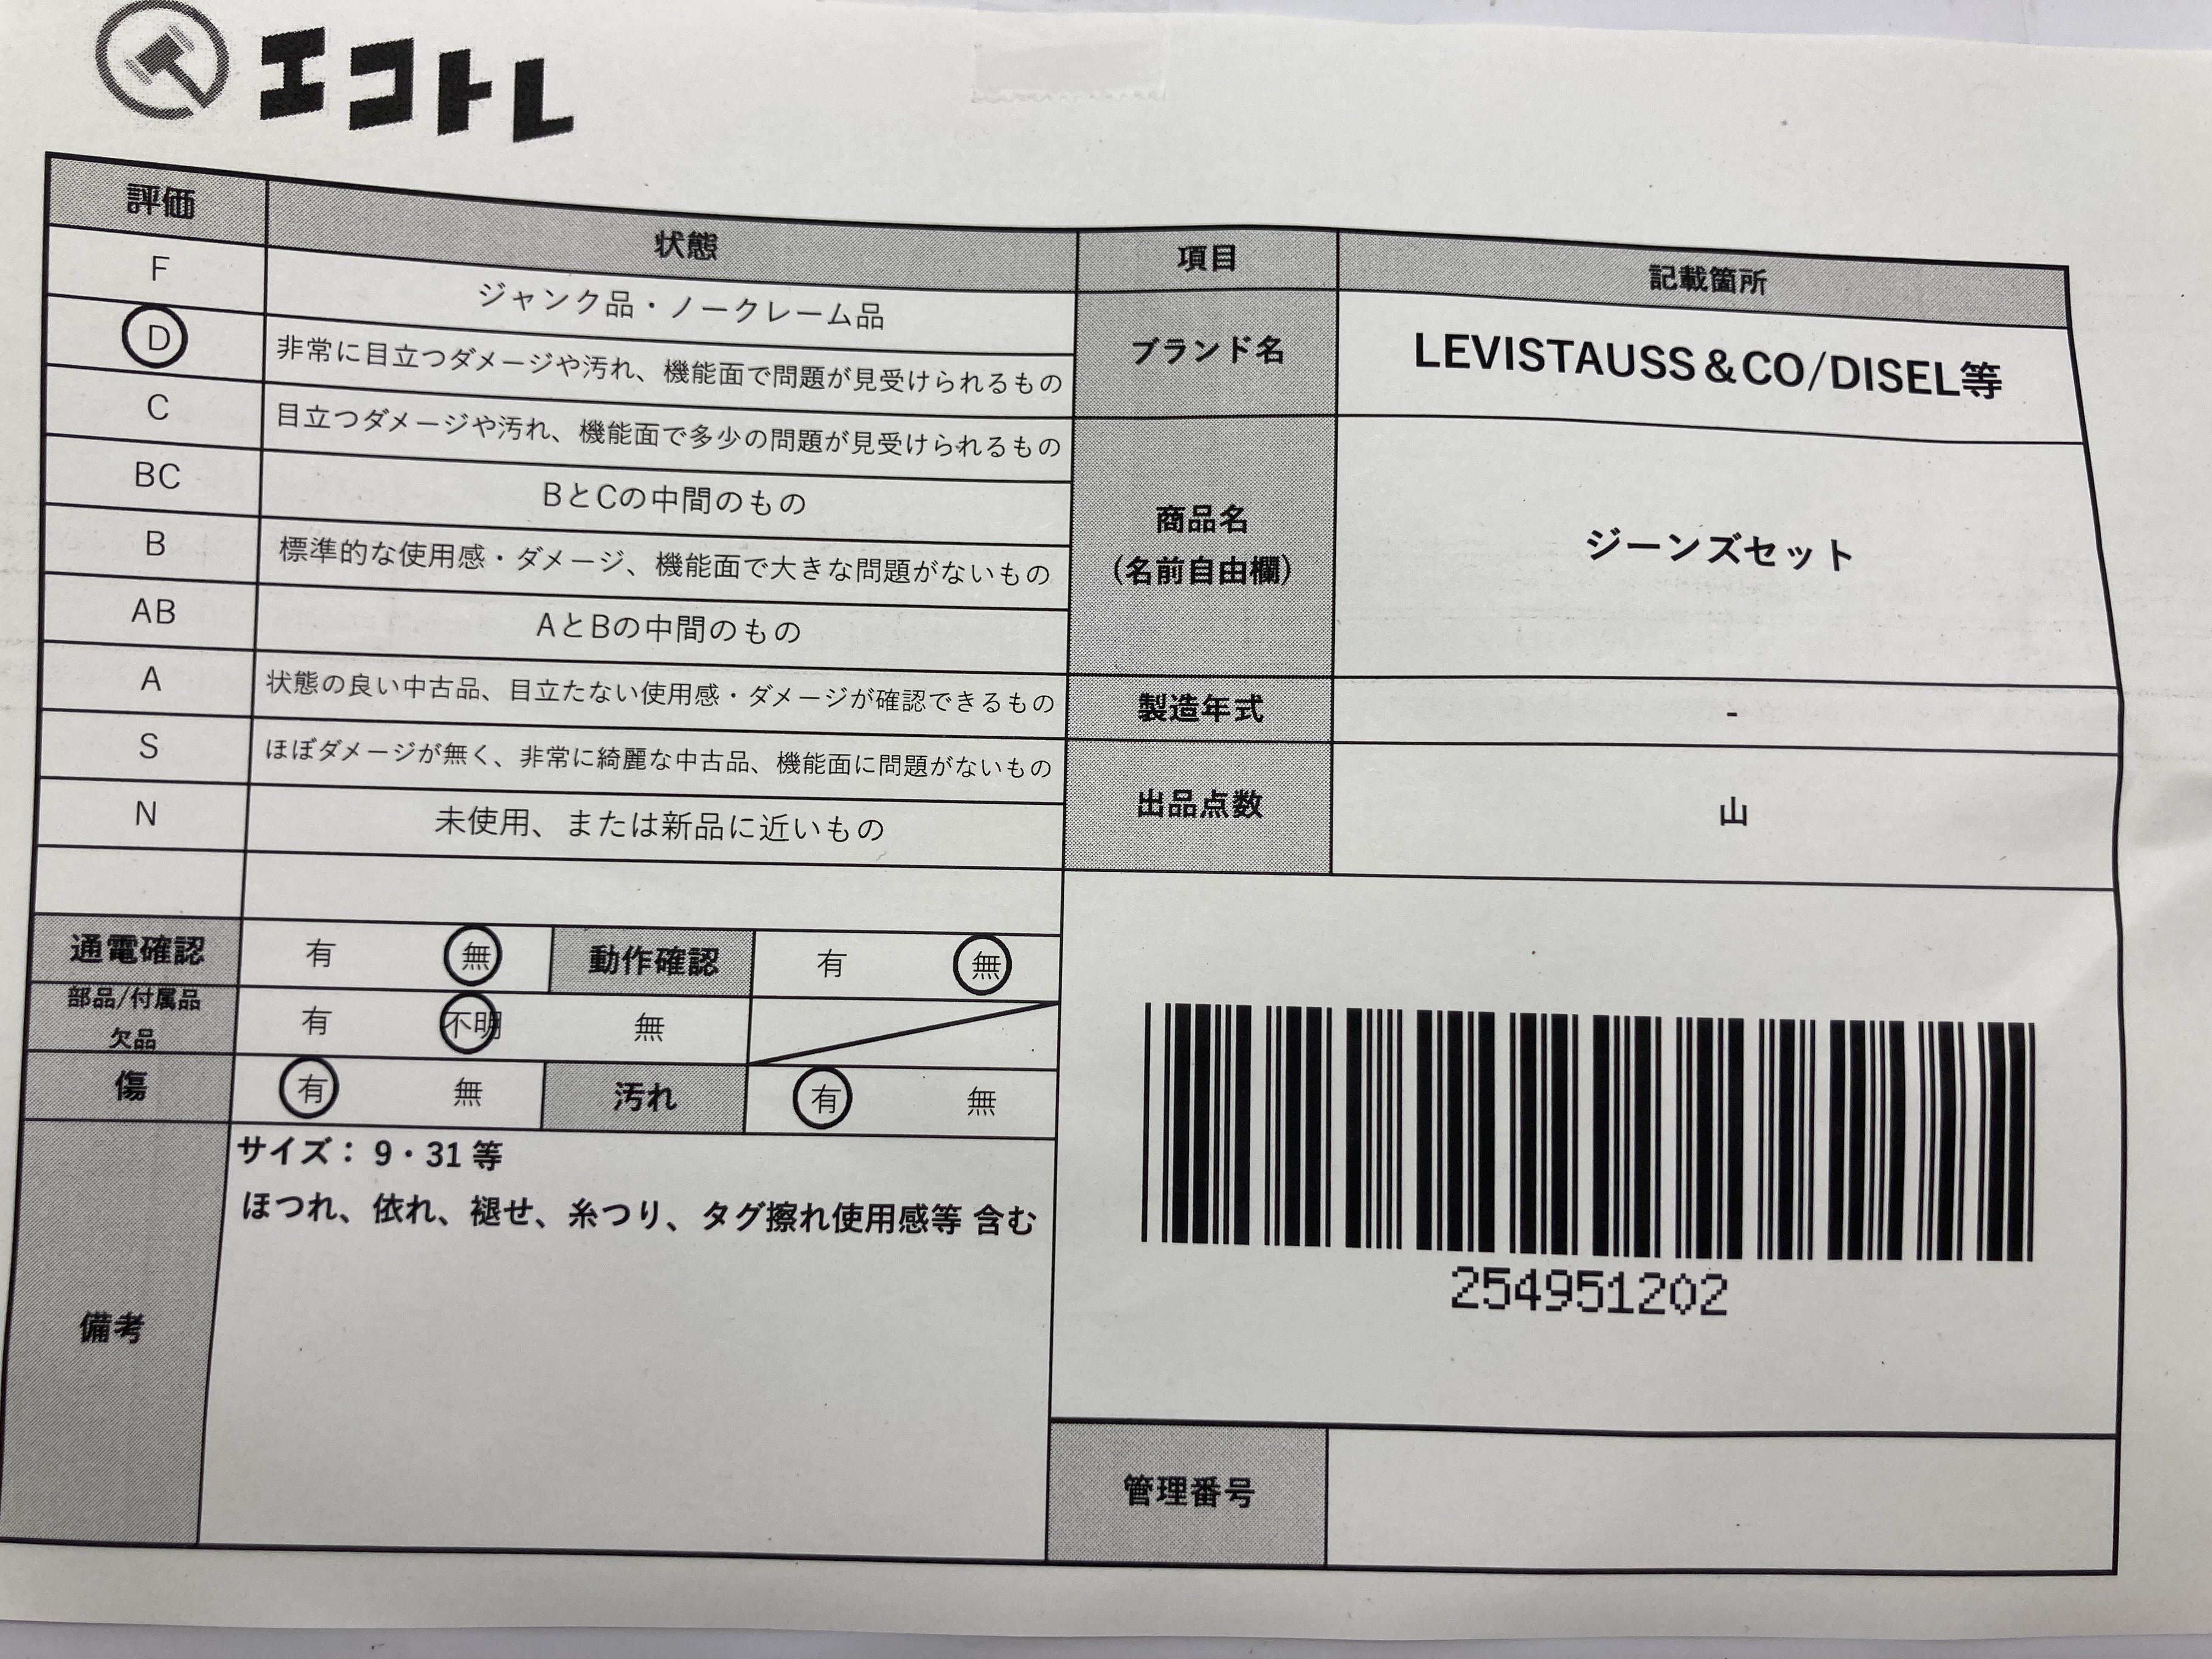 エコトレ
評価 状態 項目 記載箇所
F ジャンク品・ノークレーム品
D 非常に目立つダメージや汚れ、機能面で問題が見受けられるもの
C 目立つダメージや汚れ、機能面で多少の問題が見受けられるもの
BC BとCの中間のもの
B 標準的な使用感・ダメージ、機能面で大きな問題がないもの
AB AとBの中間のもの
A 状態の良い中古品、目立たない使用感・ダメージが確認できるもの
S ほぼダメージが無く、非常に綺麗な中古品、機能面に問題がないもの
N 未使用、または新品に近いもの
ブランド名 LEVISTAUSS&CO/DISEL等
商品名
(名前自由欄)
ジーンズセット
製造年式 -
出品点数 山
通電確認 有 無 動作確認 有 無
部品/付属品
欠品
有 不明 無
傷 有 無 汚れ 有 無
備考
サイズ：9・31 等
ほつれ、依れ、褪せ、糸つり、タグ擦れ使用感等 含む
254951202
管理番号